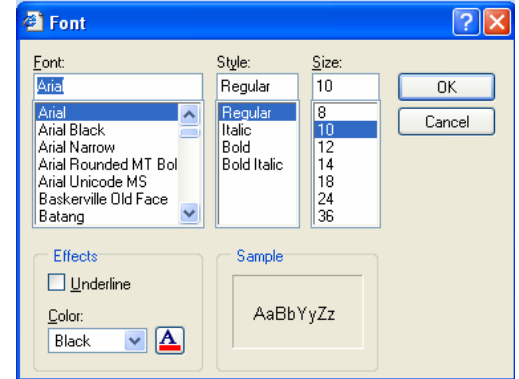 Font
Font: Style: Size:
Arial Regular 10 OK
Arial Regular 8 Cancel
Arial Black Italic 10
Arial Narrow Bold 12
Arial Rounded MT Bol Bold Italic 14
Arial Unicode MS 18
Baskerville Old Face 24
Batang 36
Effects Sample
Underline
Color: AaBbYyZz
Black A